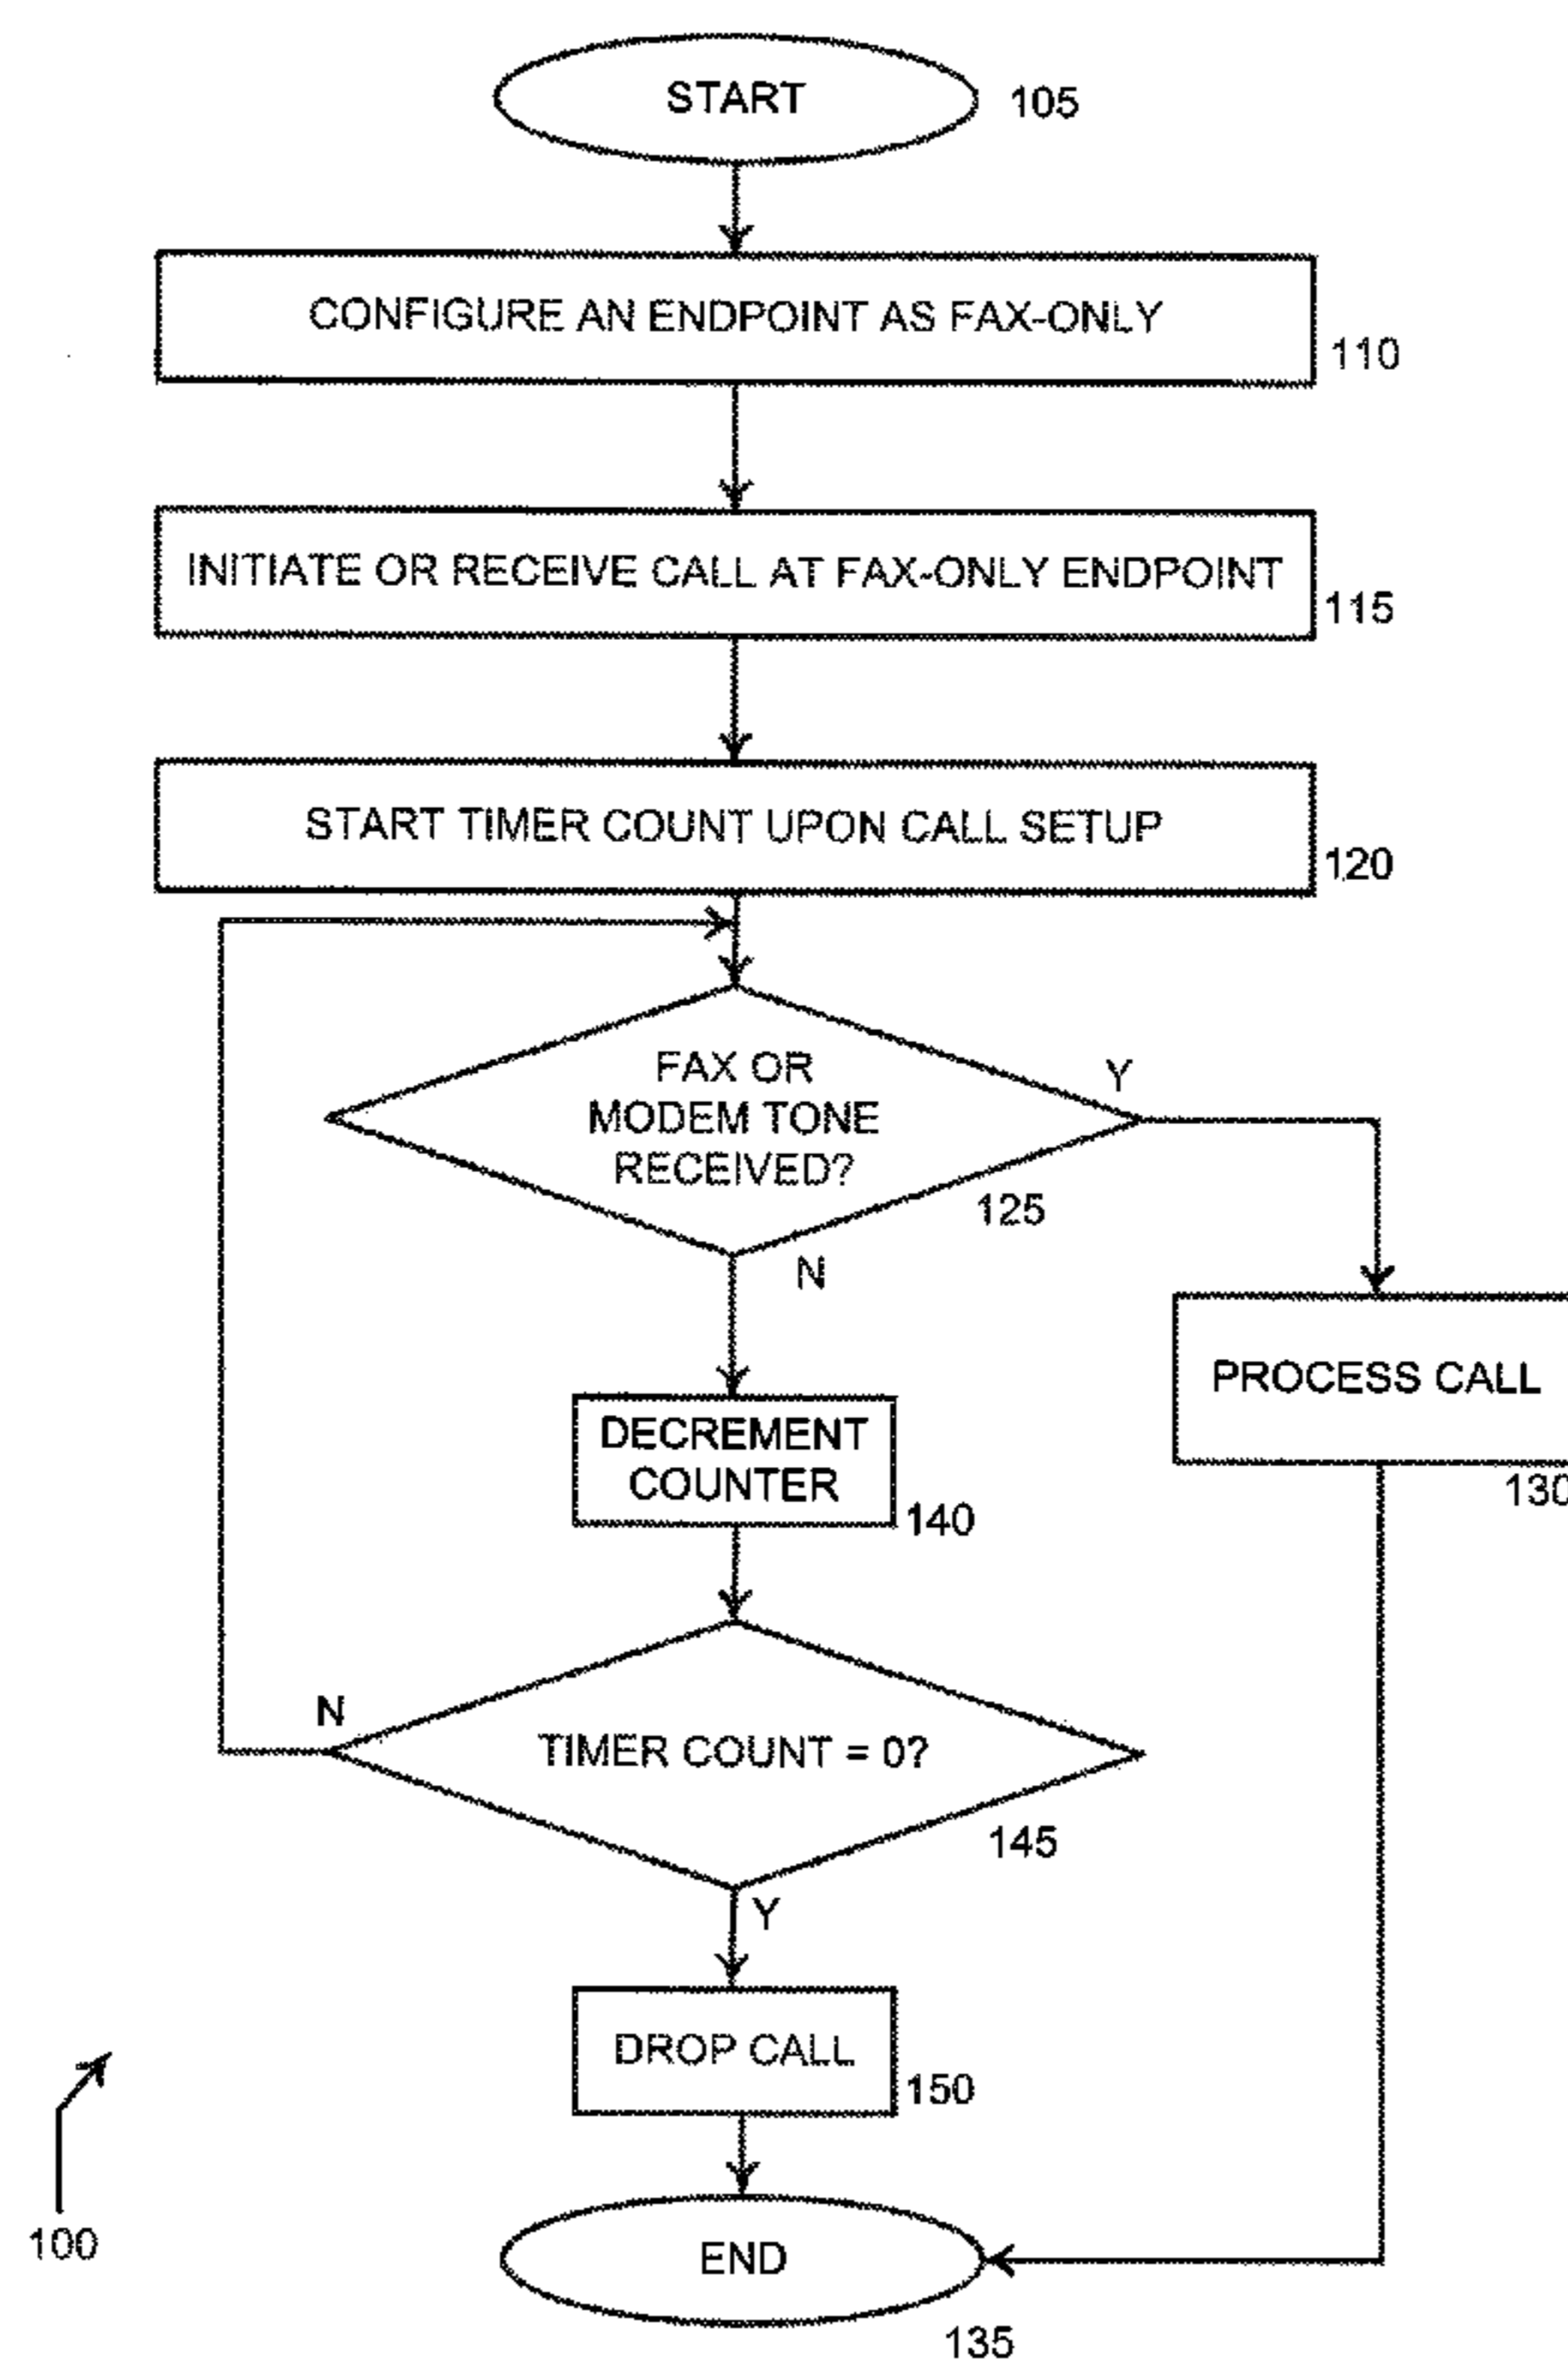 START
105
CONFIGURE AN ENDPOINT AS FAX-ONLY
110
INITIATE OR RECEIVE CALL AT FAX-ONLY ENDPOINT
115
START TIMER COUNT UPON CALL SETUP
120
FAX OR
MODEM TONE
RECEIVED?
Y
125
N
PROCESS CALL
130
DECREMENT
COUNTER
140
N
TIMER COUNT = 0?
145
Y
DROP CALL
150
100
END
135